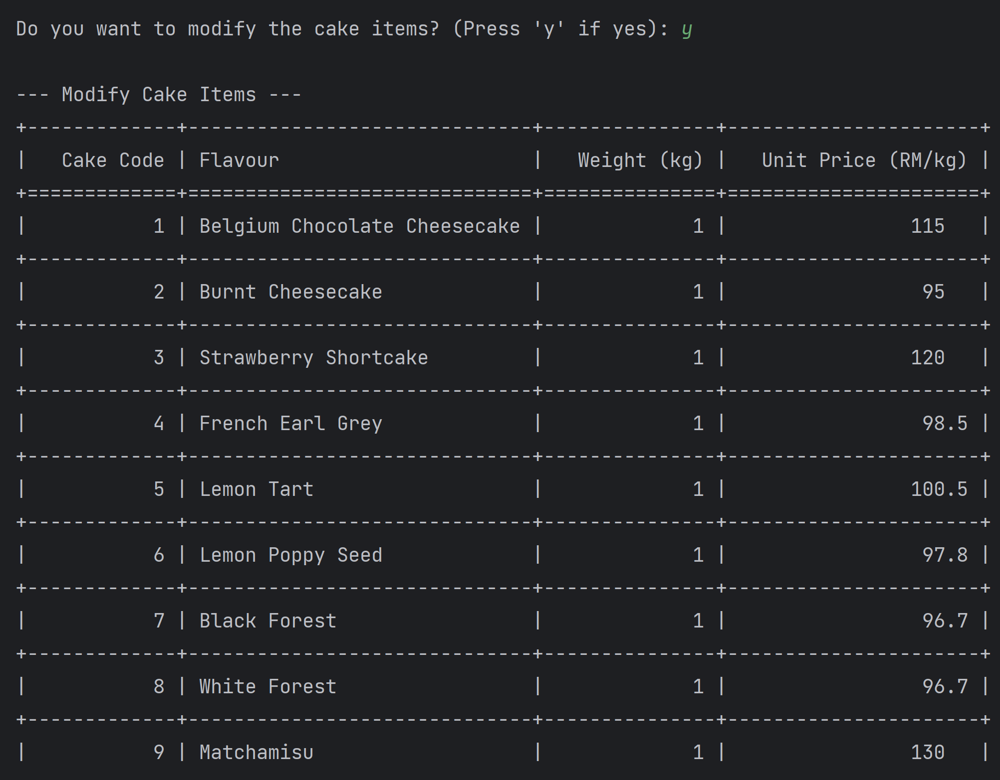 Do you want to modify the cake items? (Press 'y' if yes): y

--- Modify Cake Items ---
+-------------+------------------------------+---------------+----------------------+
|   Cake Code | Flavour                      |   Weight (kg) |   Unit Price (RM/kg) |
+=============+==============================+===============+======================+
|           1 | Belgium Chocolate Cheesecake |             1 |                115   |
+-------------+------------------------------+---------------+----------------------+
|           2 | Burnt Cheesecake             |             1 |                 95   |
+-------------+------------------------------+---------------+----------------------+
|           3 | Strawberry Shortcake         |             1 |                120   |
+-------------+------------------------------+---------------+----------------------+
|           4 | French Earl Grey             |             1 |                 98.5 |
+-------------+------------------------------+---------------+----------------------+
|           5 | Lemon Tart                   |             1 |                100.5 |
+-------------+------------------------------+---------------+----------------------+
|           6 | Lemon Poppy Seed             |             1 |                 97.8 |
+-------------+------------------------------+---------------+----------------------+
|           7 | Black Forest                 |             1 |                 96.7 |
+-------------+------------------------------+---------------+----------------------+
|           8 | White Forest                 |             1 |                 96.7 |
+-------------+------------------------------+---------------+----------------------+
|           9 | Matchamisu                   |             1 |                130   |